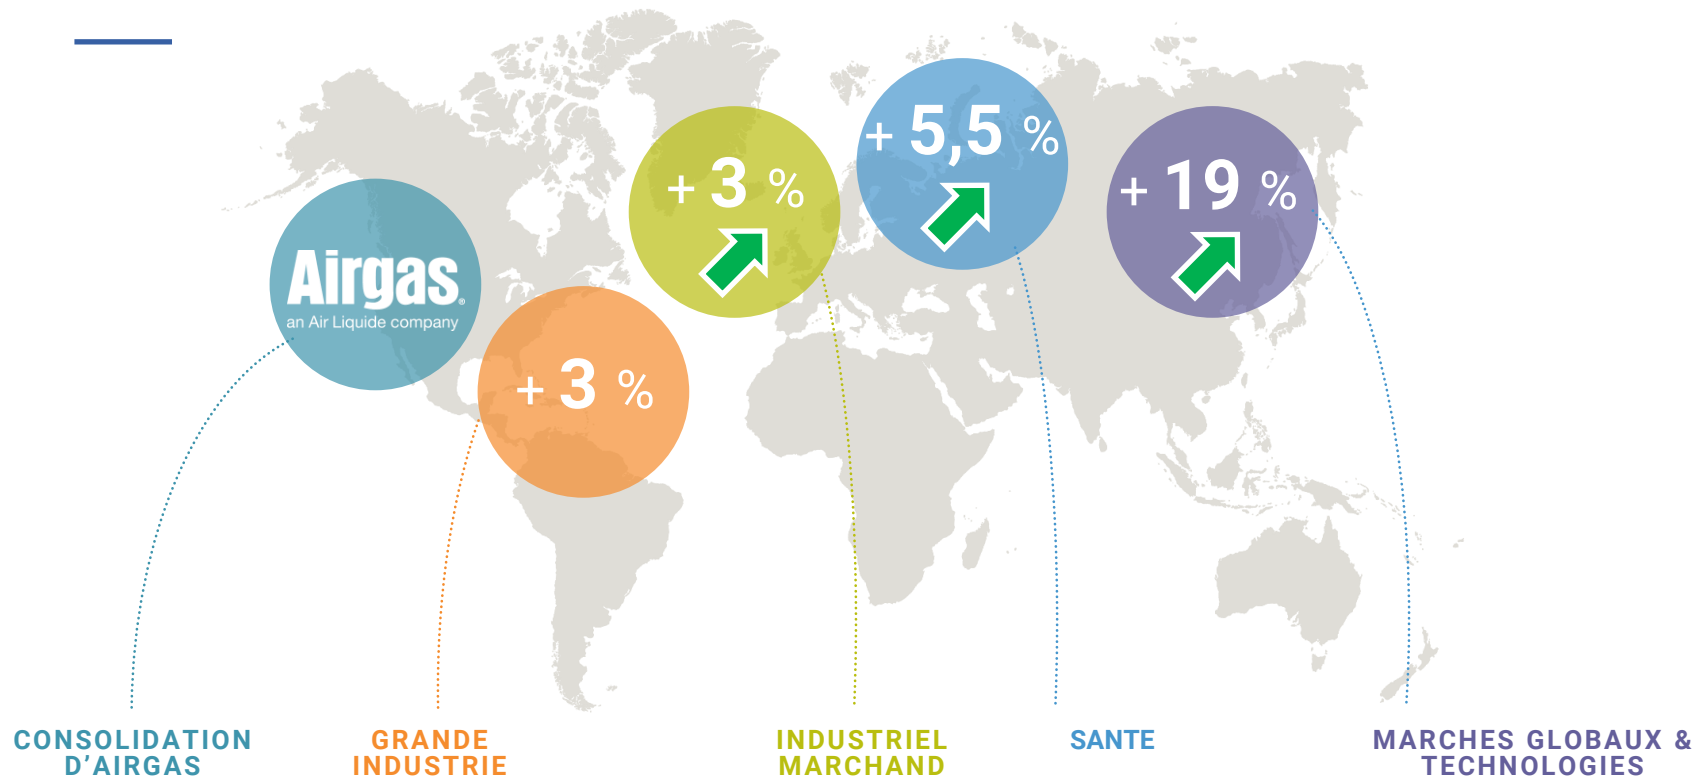 Airgas®
an Air Liquide company
+ 3 %
+ 3 %
+ 5,5 %
+ 19 %
CONSOLIDATION
D’AIRGAS
GRANDE
INDUSTRIE
INDUSTRIEL
MARCHAND
SANTE
MARCHES GLOBAUX &
TECHNOLOGIES